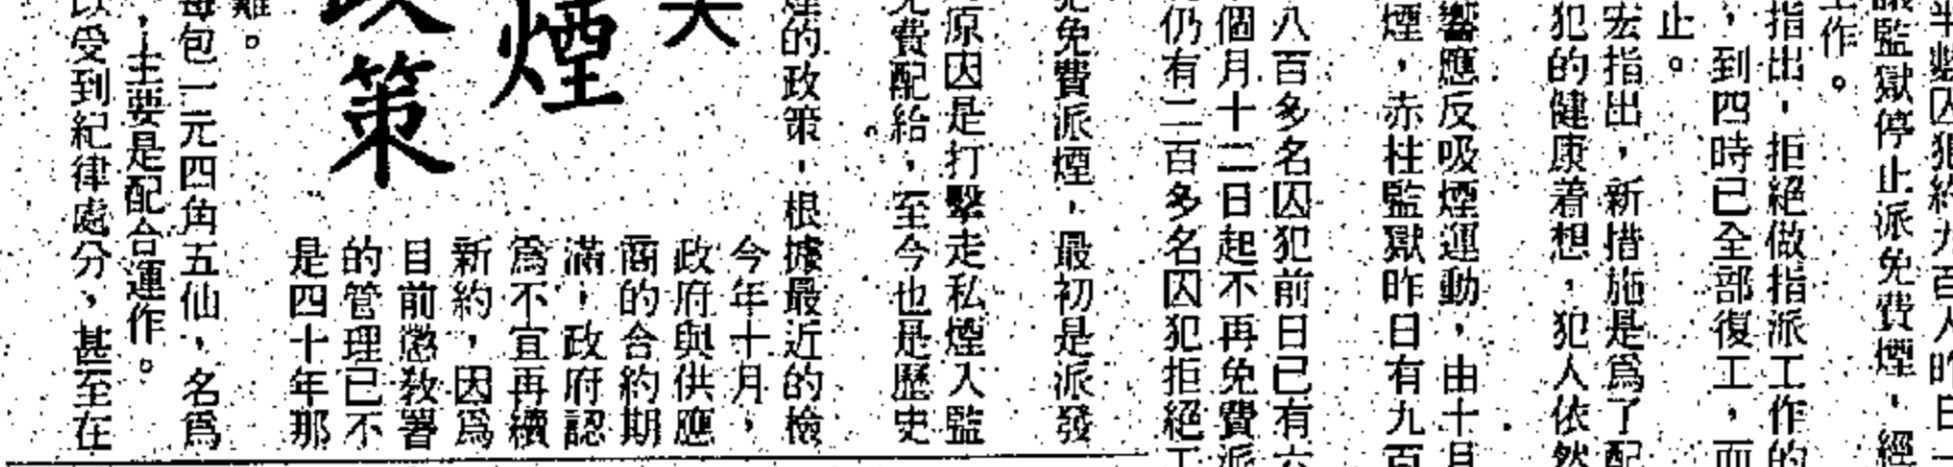 半數囚犯約九百人昨日
議監獄停止派免費煙，經
工作。
指出，拒絕做指派工作的
，到四時已全部復工，而
止。
宏指出，新措施是爲了配
犯的健康着想，犯人依然
響應反吸煙運動，由十月
煙，赤柱監獄昨日有九百
八百多名囚犯前日已有六
個月十二日起不再免費派
仍有二百多名囚犯拒絕工
免費派煙，最初是派發
原因是打擊走私煙入監
免費配給，至今也是歷史
煙的政策，根據最近的檢
今年十月，
政府與供應
商的合約期
滿，政府認
爲不宜再續
新約，因爲
目前懲教署
的管理已不
是四十年那
煙
政策
難。
每包一元四角五仙，名爲
，主要是配合運作。
以受到紀律處分，甚至在